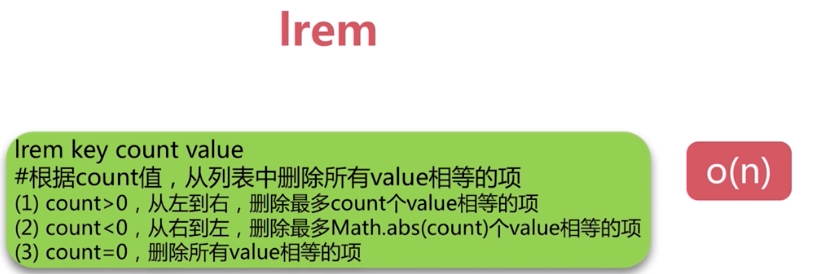 lrem
lrem key count value
#根据count值，从列表中删除所有value相等的项
(1) count>0，从左到右，删除最多count个value相等的项
(2) count<0，从右到左，删除最多Math.abs(count)个value相等的项
(3) count=0，删除所有value相等的项
o(n)